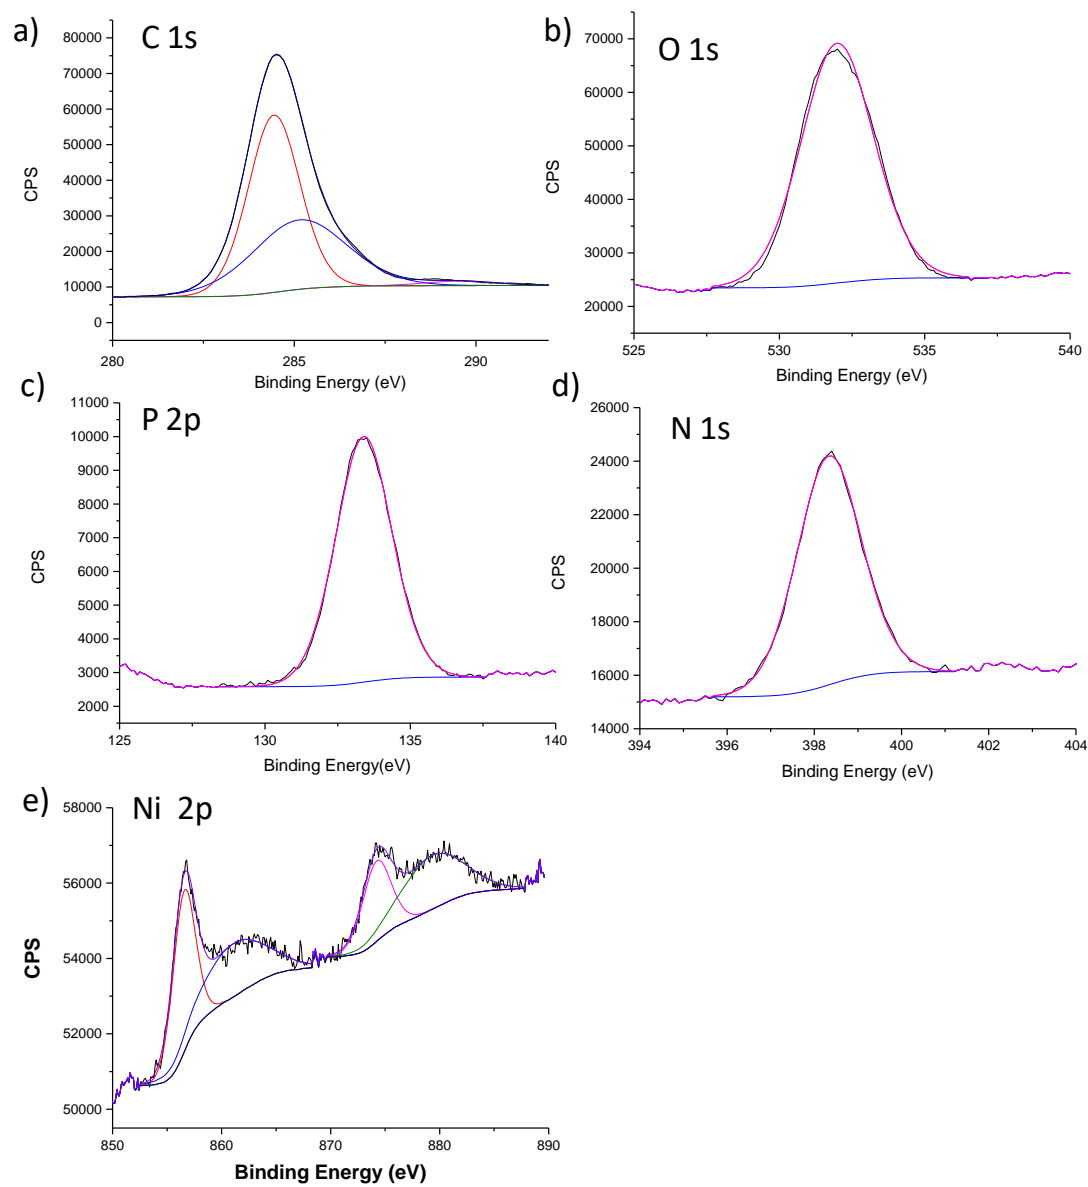 a)
C 1s
80000
70000
60000
50000
40000
30000
20000
10000
0
CPS
280
285
290
Binding Energy (eV)
b)
O 1s
70000
60000
50000
40000
30000
20000
CPS
525
530
535
540
Binding Energy (eV)
c)
P 2p
11000
10000
9000
8000
7000
6000
5000
4000
3000
2000
CPS
125
130
135
140
Binding Energy(eV)
d)
N 1s
26000
24000
22000
20000
18000
16000
14000
CPS
394
396
398
400
402
404
Binding Energy (eV)
e)
Ni 2p
58000
56000
54000
52000
50000
CPS
850
860
870
880
890
Binding Energy (eV)